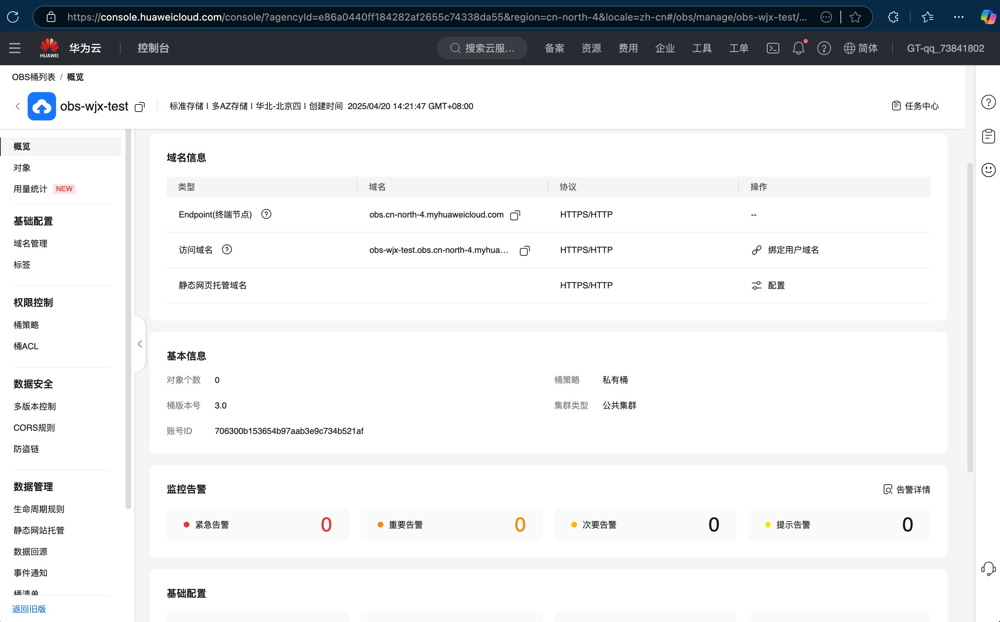 https://console.huaweicloud.com/console/?agencyId=e86a0440ff184282af2655c74338da55&region=cn-north-4&locale=zh-cn#/obs/manage/obs-wjx-test/...
HUAWEI 华为云 控制台 搜索云服... 备案 资源 费用 企业 工具 工单 简体 GT-qq_73841802
OBS桶列表 / 概览
obs-wjx-test 标准存储 | 多AZ存储 | 华北-北京四 | 创建时间 2025/04/20 14:21:47 GMT+08:00 任务中心
概览
对象
用量统计 NEW
基础配置
域名管理
标签
权限控制
桶策略
桶ACL
数据安全
多版本控制
CORS规则
防盗链
数据管理
生命周期规则
静态网站托管
数据回源
事件通知
桶清单
返回旧版
域名信息
类型 域名 协议 操作
Endpoint(终端节点) obs.cn-north-4.myhuaweicloud.com HTTPS/HTTP --
访问域名 obs-wjx-test.obs.cn-north-4.myhua... HTTPS/HTTP 绑定用户域名
静态网页托管域名 HTTPS/HTTP 配置
基本信息
对象个数 0 桶策略 私有桶
桶版本号 3.0 集群类型 公共集群
账号ID 706300b153654b97aab3e9c734b521af
监控告警 告警详情
紧急告警 0 重要告警 0 次要告警 0 提示告警 0
基础配置